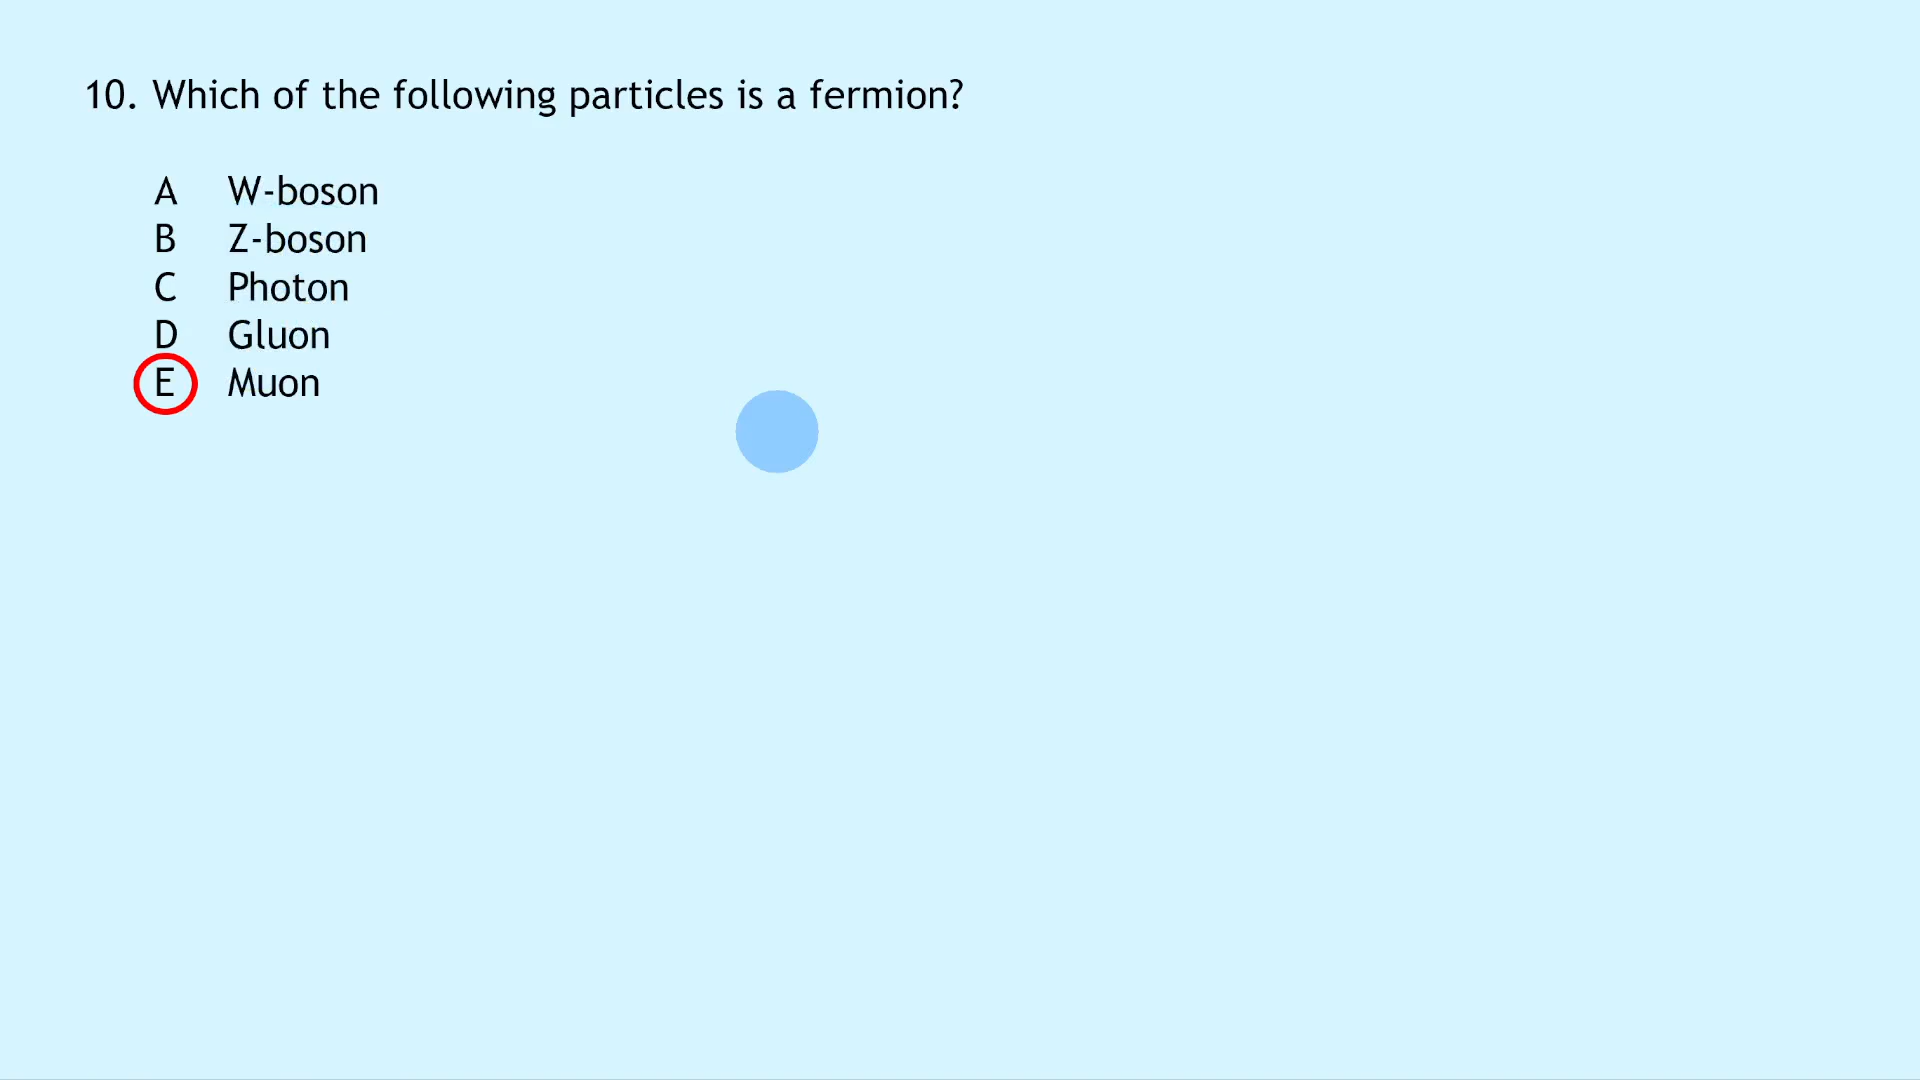 10. Which of the following particles is a fermion?
A W-boson
B Z-boson
C Photon
D Gluon
E Muon